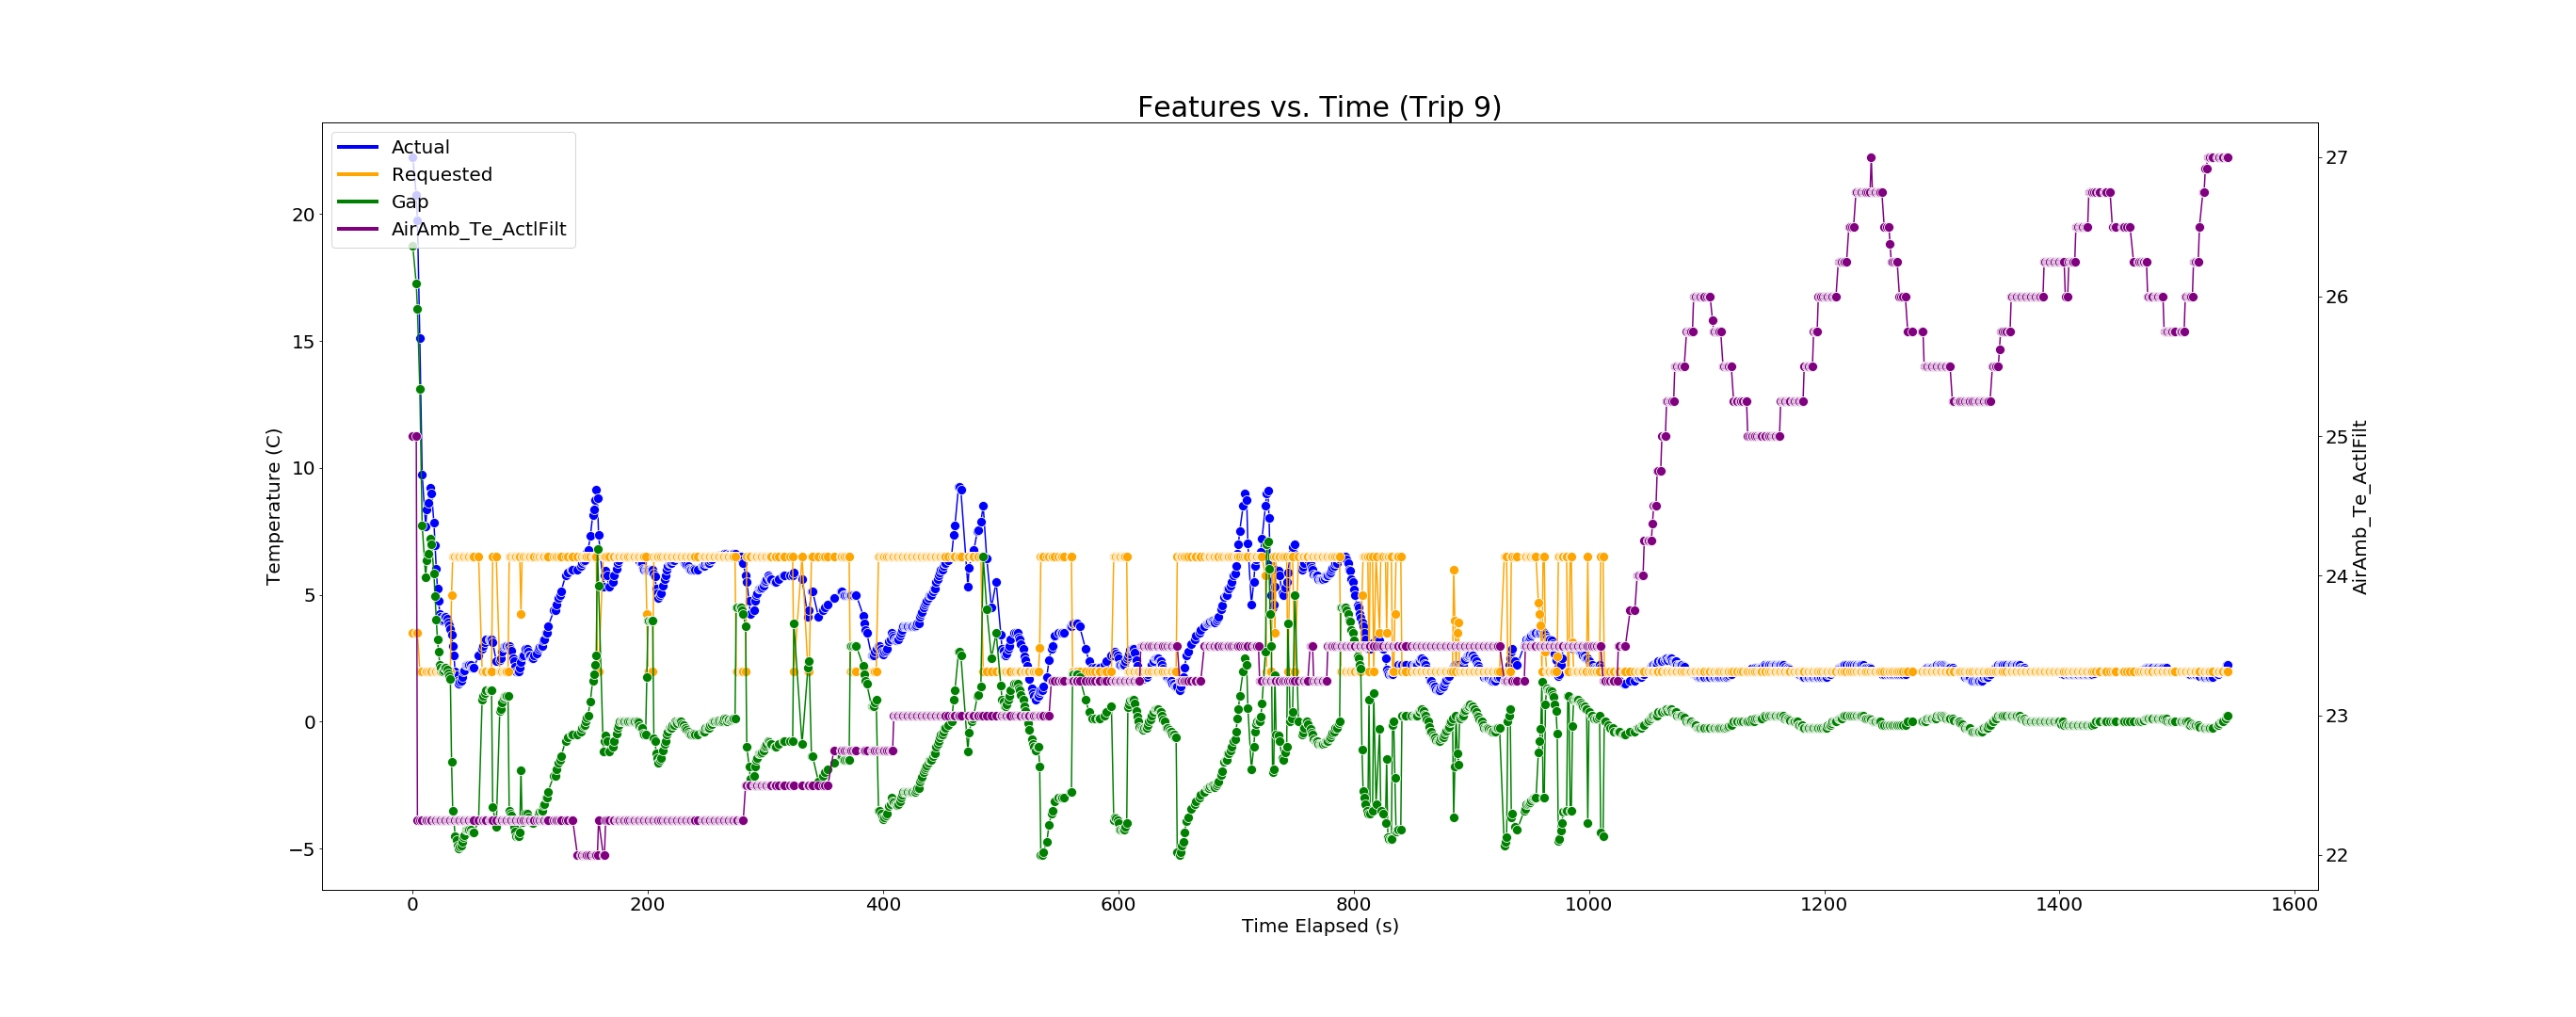 Features vs. Time (Trip 9)
Actual
Requested
Gap
AirAmb_Te_ActlFilt
Temperature (C)
20
15
10
5
0
−5
27
26
25
24
23
22
AirAmb_Te_ActlFilt
0 200 400 600 800 1000 1200 1400 1600
Time Elapsed (s)